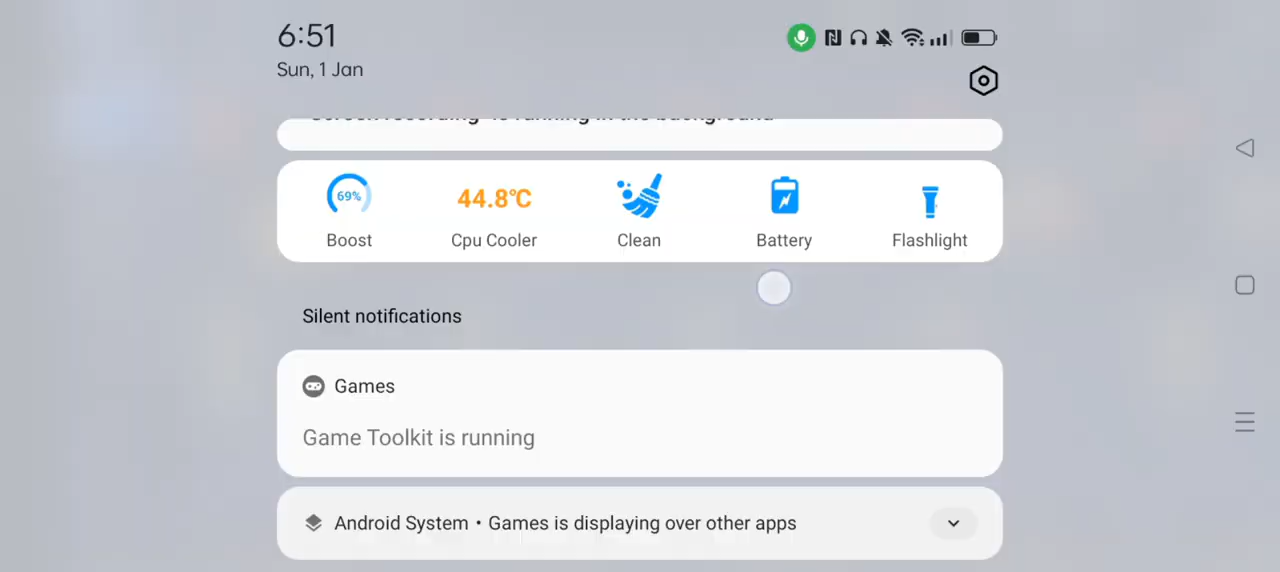 6:51
Sun, 1 Jan
Screen recording" is running in the background
69%
44.8°C
Boost
Cpu Cooler
Clean
Battery
Flashlight
Silent notifications
Games
Game Toolkit is running
Android System • Games is displaying over other apps